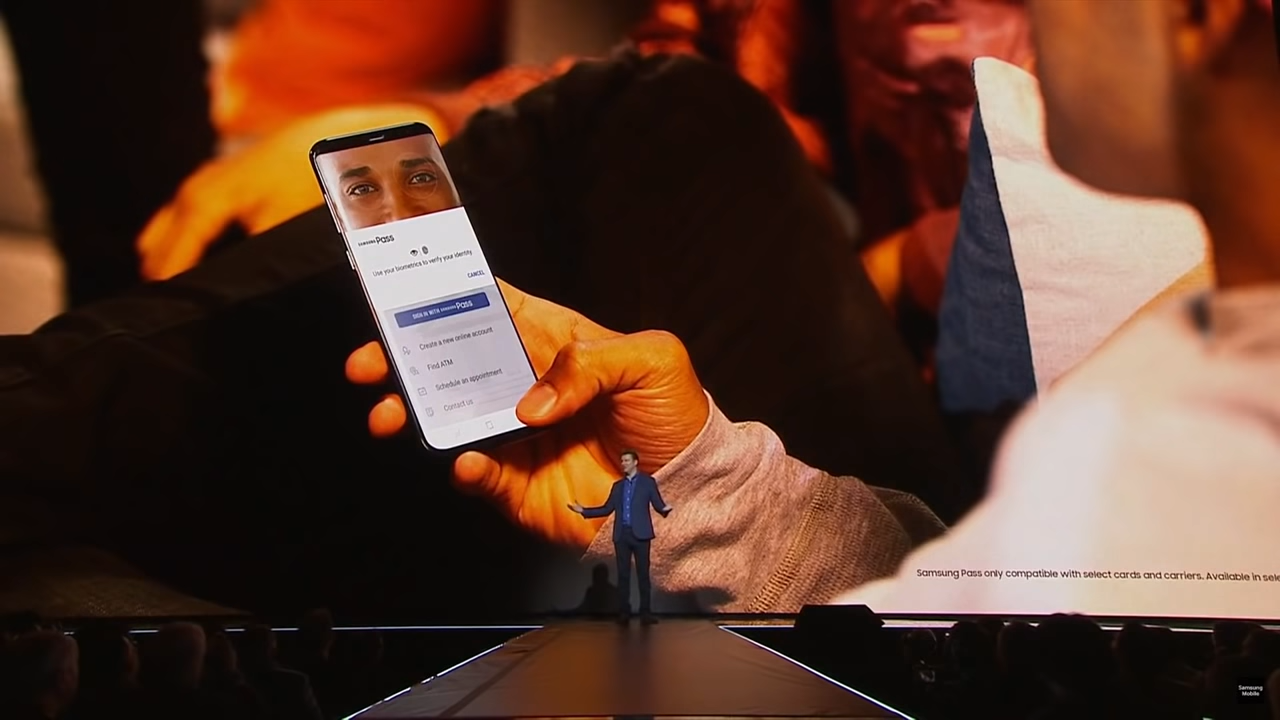 SAMSUNG Pass
Use your biometrics to verify your identity
CANCEL
SIGN IN WITH SAMSUNG Pass
Create a new online account
Find ATM
Schedule an appointment
Contact us
Samsung Pass only compatible with select cards and carriers. Available in sele
Samsung
Mobile